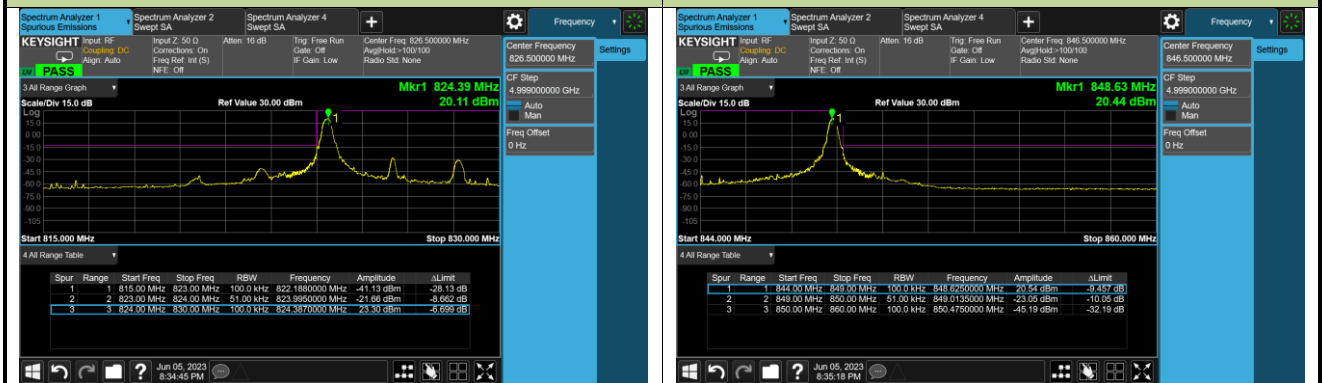 Spectrum Analyzer 1
Spurious Emissions
Spectrum Analyzer 2
Swept SA
Spectrum Analyzer 4
Swept SA
+
Frequency
KEYSIGHT
Input: RF
Coupling: DC
Align: Auto
Input Z: 50 Ω
Corrections: On
Freq Ref: Int (S)
NFE: Off
Atten: 16 dB
Trig: Free Run
Gate: Off
IF Gain: Low
Center Freq: 826.500000 MHz
Avg|Hold:>100/100
Radio Std: None
PASS
Center Frequency
826.500000 MHz
Settings
CF Step
4.999000000 GHz
Auto
Man
Freq Offset
0 Hz
3 All Range Graph
Mkr1 824.39 MHz
Scale/Div 15.0 dB
Ref Value 30.00 dBm
20.11 dBm
Log
15.0
0.00
-15.0
-30.0
-45.0
-60.0
-75.0
-90.0
-105
1
Start 815.000 MHz
Stop 830.000 MHz
4 All Range Table
Spur Range Start Freq Stop Freq RBW Frequency Amplitude ΔLimit
1 1 815.00 MHz 823.00 MHz 100.0 kHz 822.1880000 MHz -41.13 dBm -28.13 dB
2 2 823.00 MHz 824.00 MHz 51.00 kHz 823.9950000 MHz -21.66 dBm -8.662 dB
3 3 824.00 MHz 830.00 MHz 100.0 kHz 824.3870000 MHz 23.30 dBm -6.699 dB
?
Jun 05, 2023
8:34:45 PM
Spectrum Analyzer 1
Spurious Emissions
Spectrum Analyzer 2
Swept SA
Spectrum Analyzer 4
Swept SA
+
Frequency
KEYSIGHT
Input: RF
Coupling: DC
Align: Auto
Input Z: 50 Ω
Corrections: On
Freq Ref: Int (S)
NFE: Off
Atten: 16 dB
Trig: Free Run
Gate: Off
IF Gain: Low
Center Freq: 846.500000 MHz
Avg|Hold:>100/100
Radio Std: None
PASS
Center Frequency
846.500000 MHz
Settings
CF Step
4.999000000 GHz
Auto
Man
Freq Offset
0 Hz
3 All Range Graph
Mkr1 848.63 MHz
Scale/Div 15.0 dB
Ref Value 30.00 dBm
20.44 dBm
Log
15.0
0.00
-15.0
-30.0
-45.0
-60.0
-75.0
-90.0
-105
1
Start 844.000 MHz
Stop 860.000 MHz
4 All Range Table
Spur Range Start Freq Stop Freq RBW Frequency Amplitude ΔLimit
1 1 844.00 MHz 849.00 MHz 100.0 kHz 848.6250000 MHz 20.54 dBm -9.457 dB
2 2 849.00 MHz 850.00 MHz 51.00 kHz 849.0135000 MHz -23.05 dBm -10.05 dB
3 3 850.00 MHz 860.00 MHz 100.0 kHz 850.4750000 MHz -45.19 dBm -32.19 dB
?
Jun 05, 2023
8:35:18 PM